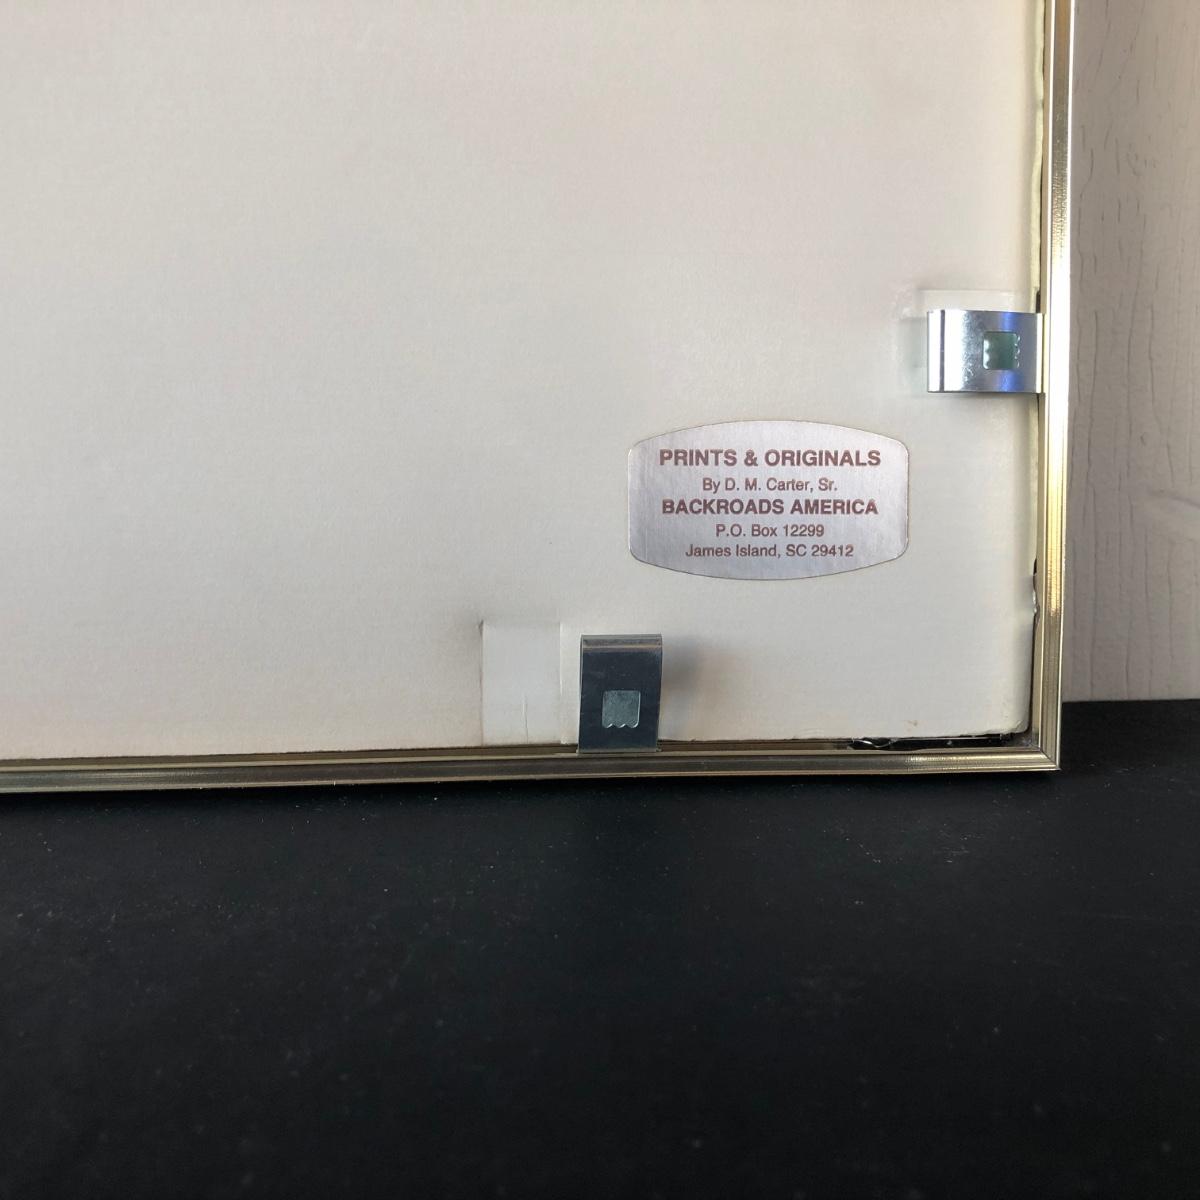 PRINTS & ORIGINALS
By D. M. Carter, Sr.
BACKROADS AMERICA
P.O. Box 12299
James Island, SC 29412